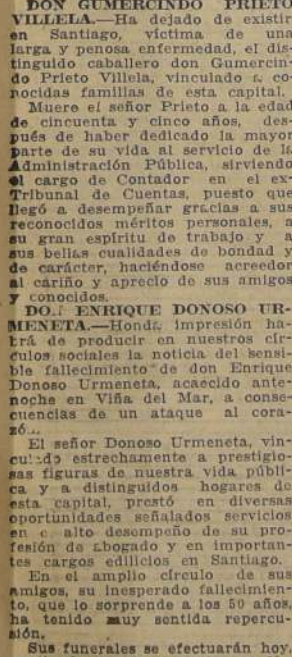 DON GUMERCINDO PRIETO
VILLELA.—Ha dejado de existir
en Santiago, víctima de una
larga y penosa enfermedad, el dis-
tinguido caballero don Gumercin-
do Prieto Villela, vinculado a co-
nocidas familias de esta capital.
Muere el señor Prieto a la edad
de cincuenta y cinco años, des-
pués de haber dedicado la mayor
parte de su vida al servicio de la
Administración Pública, sirviendo
el cargo de Contador en el ex-
Tribunal de Cuentas, puesto que
llegó a desempeñar gracias a sus
reconocidos méritos personales, a
su gran espíritu de trabajo y a
sus bellas cualidades de bondad y
de carácter, haciéndose acreedor
al cariño y aprecio de sus amigos
y conocidos.
DON ENRIQUE DONOSO UR-
MENETA.—Honda impresión ha-
brá de producir en nuestros cír-
culos sociales la noticia del sensi-
ble fallecimiento de don Enrique
Donoso Urmeneta, acaecido ante-
noche en Viña del Mar, a conse-
cuencias de un ataque al cora-
zón.
El señor Donoso Urmeneta, vin-
culado estrechamente a prestigio-
sas figuras de nuestra vida públi-
ca y a distinguidos hogares de
esta capital, prestó en diversas
oportunidades señalados servicios
en alto desempeño de su pro-
fesión de abogado y en importan-
tes cargos edilicios en Santiago.
En el amplio círculo de sus
amigos, su inesperado fallecimien-
to, que lo sorprende a los 50 años,
ha tenido muy sentida repercu-
sión.
Sus funerales se efectuarán hoy,